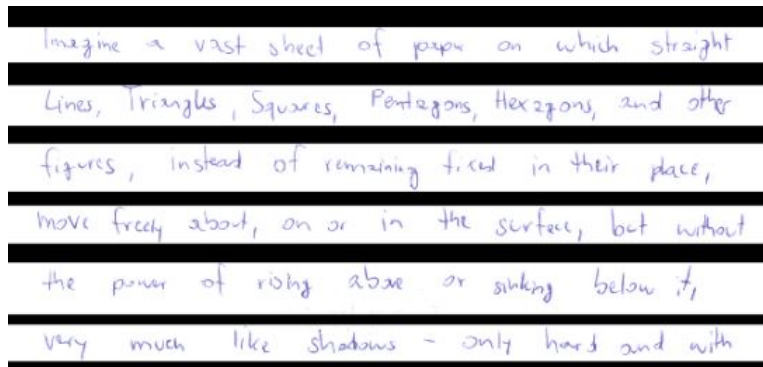 Imagine a vast sheet of paper on which straight
Lines, Triangles, Squares, Pentagons, Hexagons, and other
figures, instead of remaining fixed in their place,
move freely about, on or in the surface, but without
the power of rising above or sinking below it,
very much like shadows - only hard and with